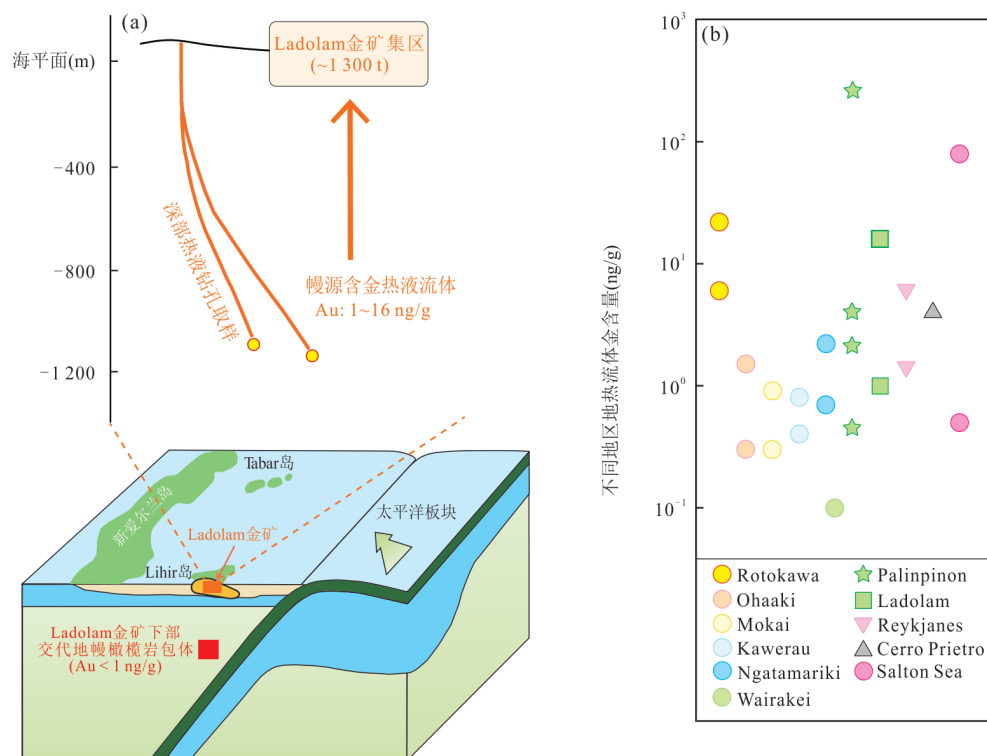 (a)
海平面(m)
Ladolam金矿集区
(~1 300 t)
−400
−800
−1 200
深部热液钻孔取样
幔源含金热液流体
Au: 1~16 ng/g
Tabar岛
新爱尔兰岛
太平洋板块
Ladolam金矿
Lihir岛
Ladolam金矿下部
交代地幔橄榄岩包体
(Au < 1 ng/g)
(b)
不同地区地热流体金含量(ng/g)
10³
10²
10¹
10⁰
10⁻¹
Rotokawa
Ohaaki
Mokai
Kawerau
Ngatamariki
Wairakei
Palinpinon
Ladolam
Reykjanes
Cerro Prietro
Salton Sea